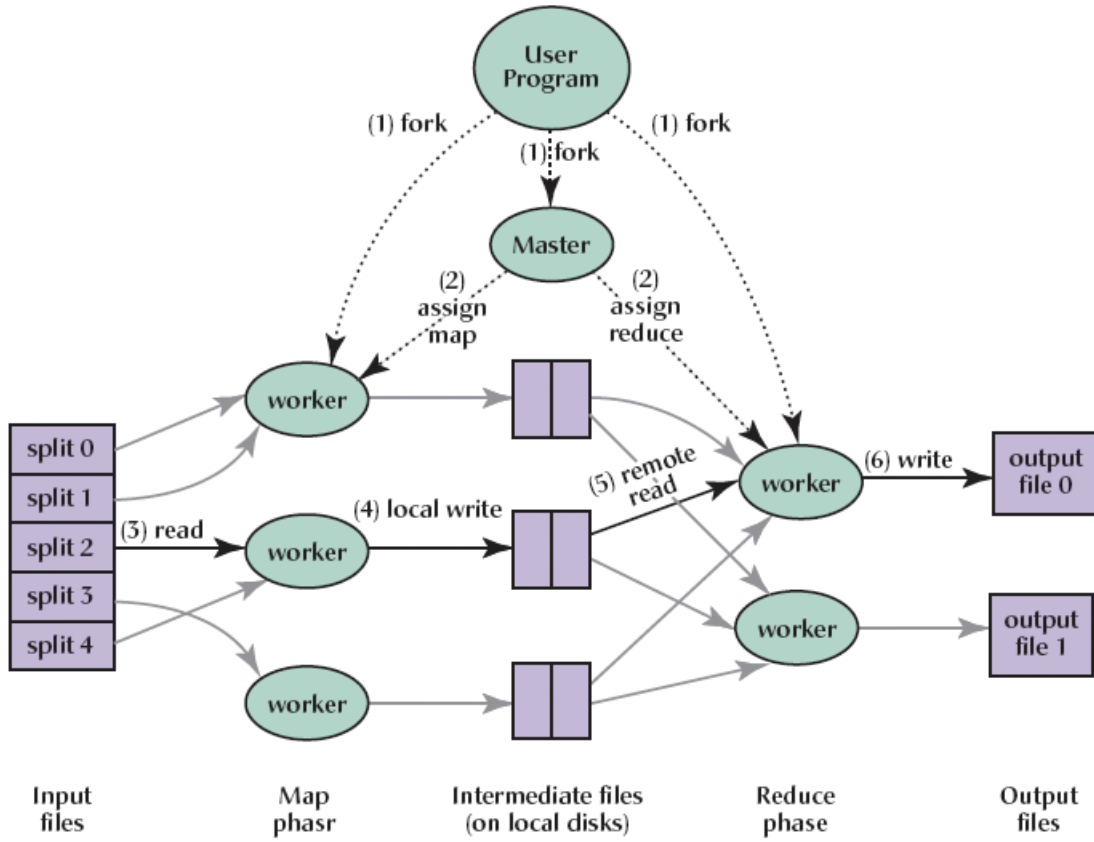 User
Program
(1) fork
(1) fork
(1) fork
Master
(2)
assign
map
(2)
assign
reduce
worker
split 0
split 1
split 2
split 3
split 4
(3) read
worker
(4) local write
worker
(5) remote
read
worker
(6) write
output
file 0
worker
output
file 1
Input
files
Map
phasr
Intermediate files
(on local disks)
Reduce
phase
Output
files